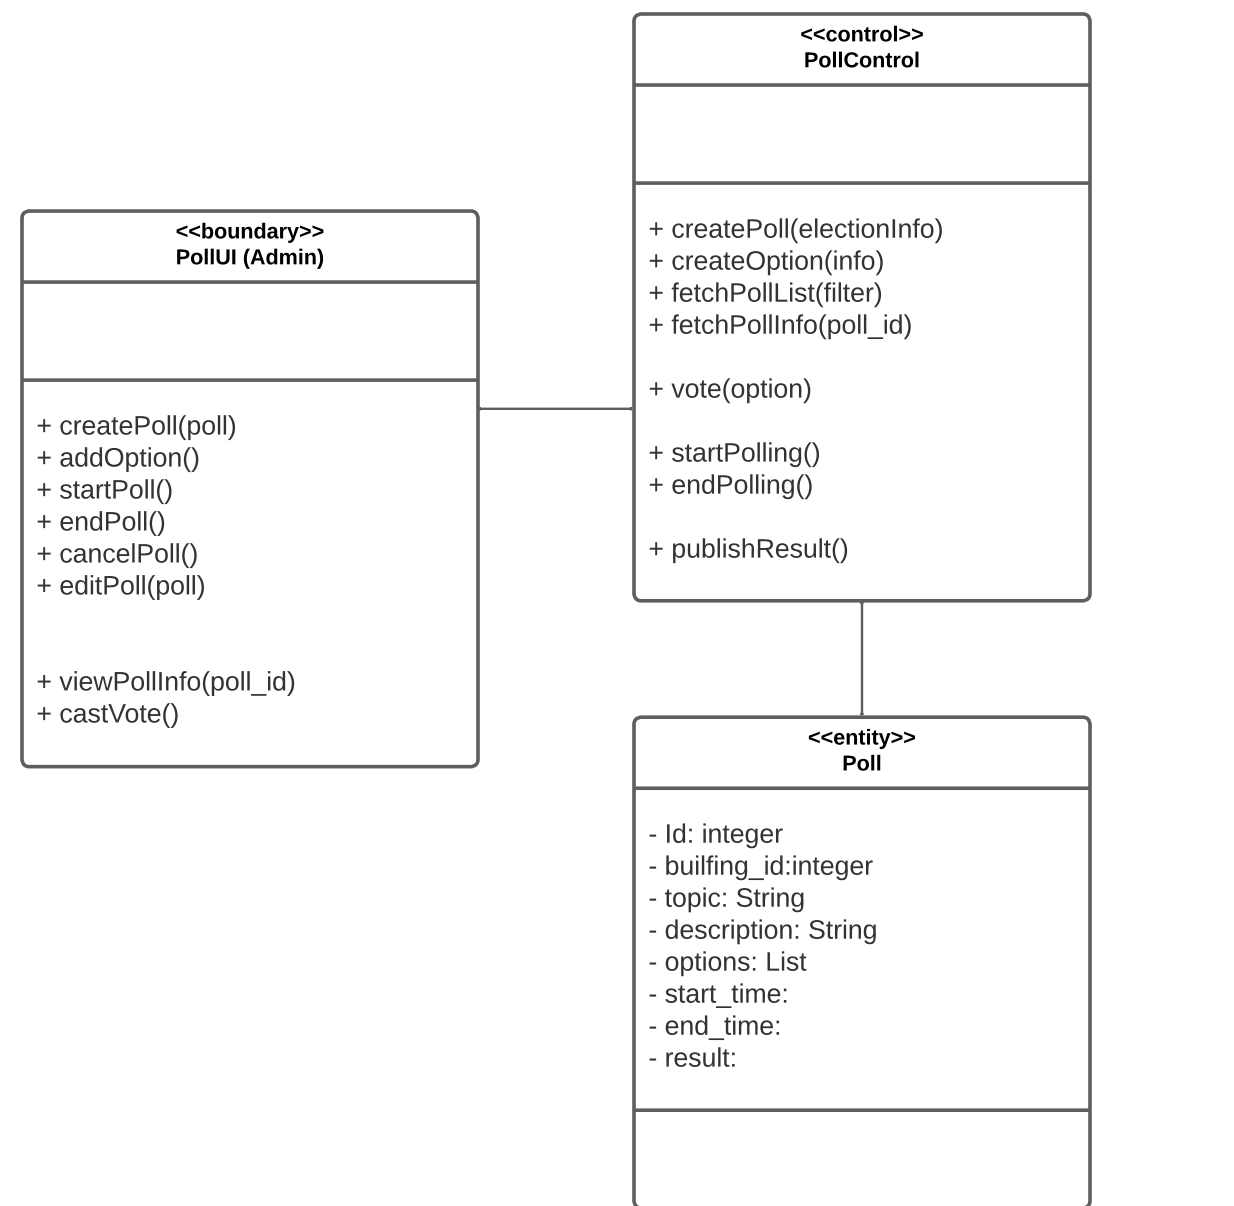 <<control>>
PollControl
+ createPoll(electionInfo)
+ createOption(info)
+ fetchPollList(filter)
+ fetchPollInfo(poll_id)
+ vote(option)
+ startPolling()
+ endPolling()
+ publishResult()
<<boundary>>
PollUI (Admin)
+ createPoll(poll)
+ addOption()
+ startPoll()
+ endPoll()
+ cancelPoll()
+ editPoll(poll)
+ viewPollInfo(poll_id)
+ castVote()
<<entity>>
Poll
- Id: integer
- builfing_id:integer
- topic: String
- description: String
- options: List
- start_time:
- end_time:
- result: